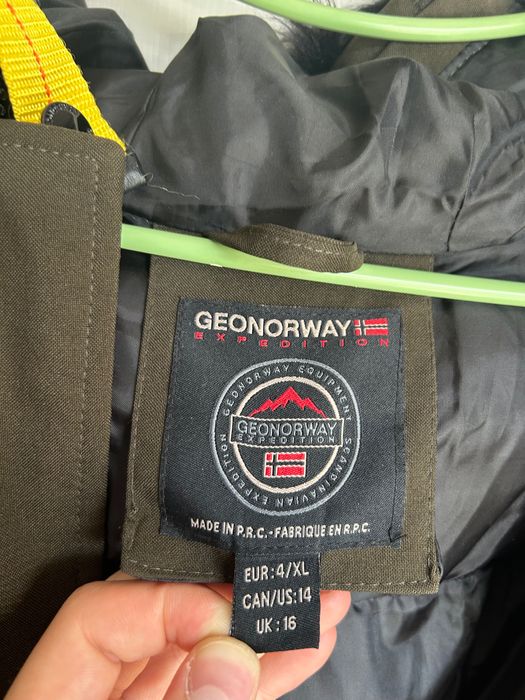 GEONORWAY
EXPEDITION
GEONORWAY EQUIPMENT
GEONORWAY
EXPEDITION
SCANDINAVIAN EXPEDITION
MADE IN P.R.C.-FABRIQUE EN R.P.C.
EUR:4/XL
CAN/US:14
UK:16